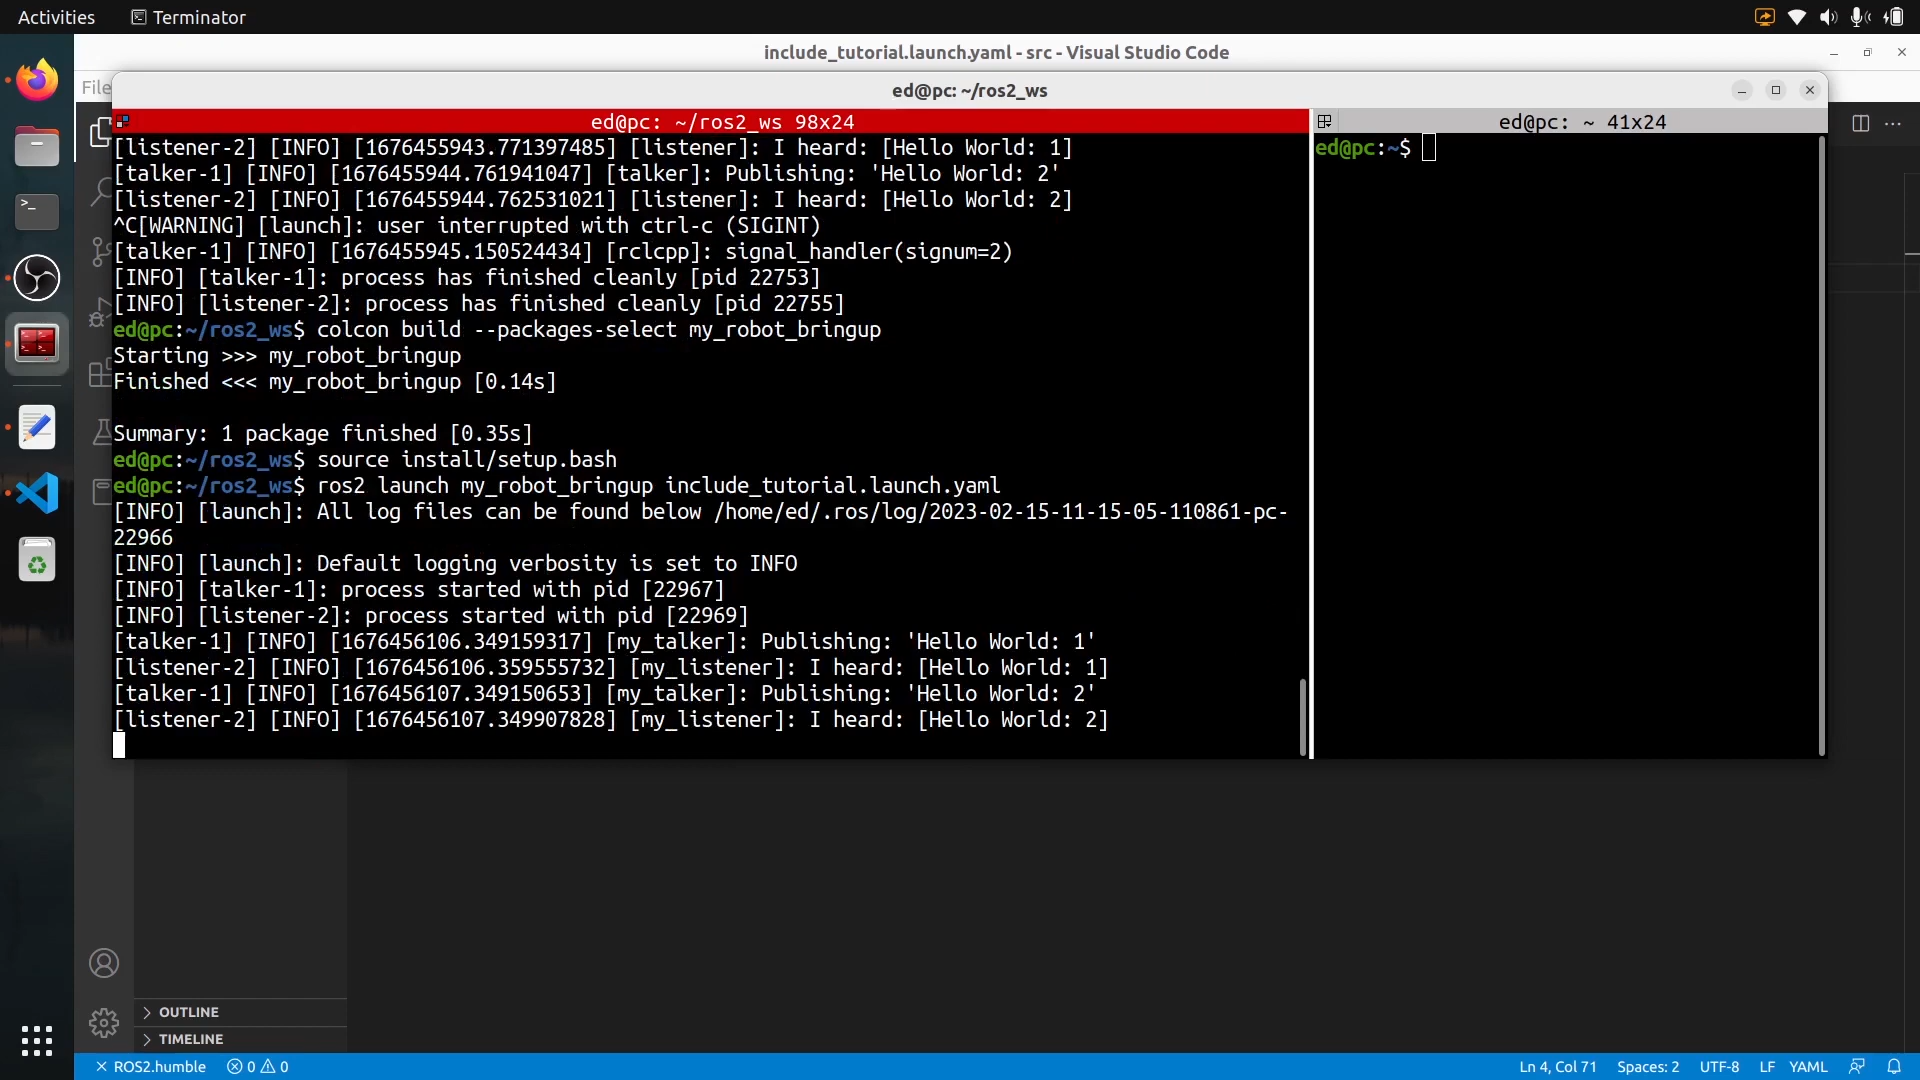 Activities
Terminator
include_tutorial.launch.yaml - src - Visual Studio Code
File
ed@pc: ~/ros2_ws
ed@pc: ~/ros2_ws 98x24
[listener-2] [INFO] [1676455943.771397485] [listener]: I heard: [Hello World: 1]
[talker-1] [INFO] [1676455944.761941047] [talker]: Publishing: 'Hello World: 2'
[listener-2] [INFO] [1676455944.762531021] [listener]: I heard: [Hello World: 2]
^C[WARNING] [launch]: user interrupted with ctrl-c (SIGINT)
[talker-1] [INFO] [1676455945.150524434] [rclcpp]: signal_handler(signum=2)
[INFO] [talker-1]: process has finished cleanly [pid 22753]
[INFO] [listener-2]: process has finished cleanly [pid 22755]
ed@pc:~/ros2_ws$ colcon build --packages-select my_robot_bringup
Starting >>> my_robot_bringup
Finished <<< my_robot_bringup [0.14s]
Summary: 1 package finished [0.35s]
ed@pc:~/ros2_ws$ source install/setup.bash
ed@pc:~/ros2_ws$ ros2 launch my_robot_bringup include_tutorial.launch.yaml
[INFO] [launch]: All log files can be found below /home/ed/.ros/log/2023-02-15-11-15-05-110861-pc-
22966
[INFO] [launch]: Default logging verbosity is set to INFO
[INFO] [talker-1]: process started with pid [22967]
[INFO] [listener-2]: process started with pid [22969]
[talker-1] [INFO] [1676456106.349159317] [my_talker]: Publishing: 'Hello World: 1'
[listener-2] [INFO] [1676456106.359555732] [my_listener]: I heard: [Hello World: 1]
[talker-1] [INFO] [1676456107.349150653] [my_talker]: Publishing: 'Hello World: 2'
[listener-2] [INFO] [1676456107.349907828] [my_listener]: I heard: [Hello World: 2]
ed@pc: ~ 41x24
ed@pc:~$
OUTLINE
TIMELINE
ROS2.humble
0
0
Ln 4, Col 71
Spaces: 2
UTF-8
LF
YAML